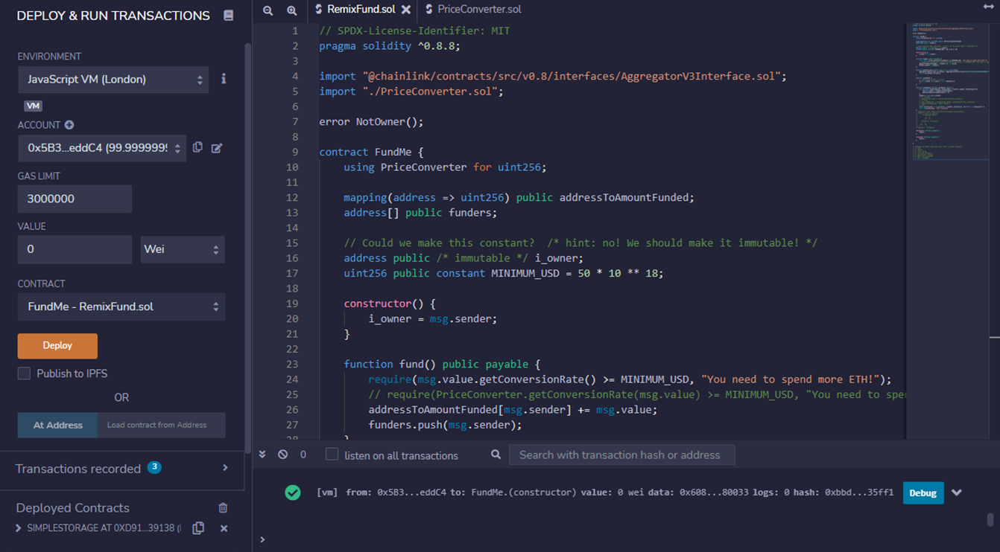 DEPLOY & RUN TRANSACTIONS
ENVIRONMENT
JavaScript VM (London)
VM
ACCOUNT
0x5B3...eddC4 (99.9999999
GAS LIMIT
3000000
VALUE
0
Wei
CONTRACT
FundMe - RemixFund.sol
Deploy
Publish to IPFS
OR
At Address
Load contract from Address
Transactions recorded 3
Deployed Contracts
SIMPLESTORAGE AT 0XD91...39138 (
RemixFund.sol
PriceConverter.sol
1 // SPDX-License-Identifier: MIT
2 pragma solidity ^0.8.8;
3
4 import "@chainlink/contracts/src/v0.8/interfaces/AggregatorV3Interface.sol";
5 import "./PriceConverter.sol";
6
7 error NotOwner();
8
9 contract FundMe {
10 using PriceConverter for uint256;
11
12 mapping(address => uint256) public addressToAmountFunded;
13 address[] public funders;
14
15 // Could we make this constant?  /* hint: no! We should make it immutable! */
16 address public /* immutable */ i_owner;
17 uint256 public constant MINIMUM_USD = 50 * 10 ** 18;
18
19 constructor() {
20 i_owner = msg.sender;
21 }
22
23 function fund() public payable {
24 require(msg.value.getConversionRate() >= MINIMUM_USD, "You need to spend more ETH!");
25 // require(PriceConverter.getConversionRate(msg.value) >= MINIMUM_USD, "You need to spe
26 addressToAmountFunded[msg.sender] += msg.value;
27 funders.push(msg.sender);
28 }
0
listen on all transactions
Search with transaction hash or address
[vm] from: 0x5B3...eddC4 to: FundMe.(constructor) value: 0 wei data: 0x608...80033 logs: 0 hash: 0xbbd...35ff1
Debug
>